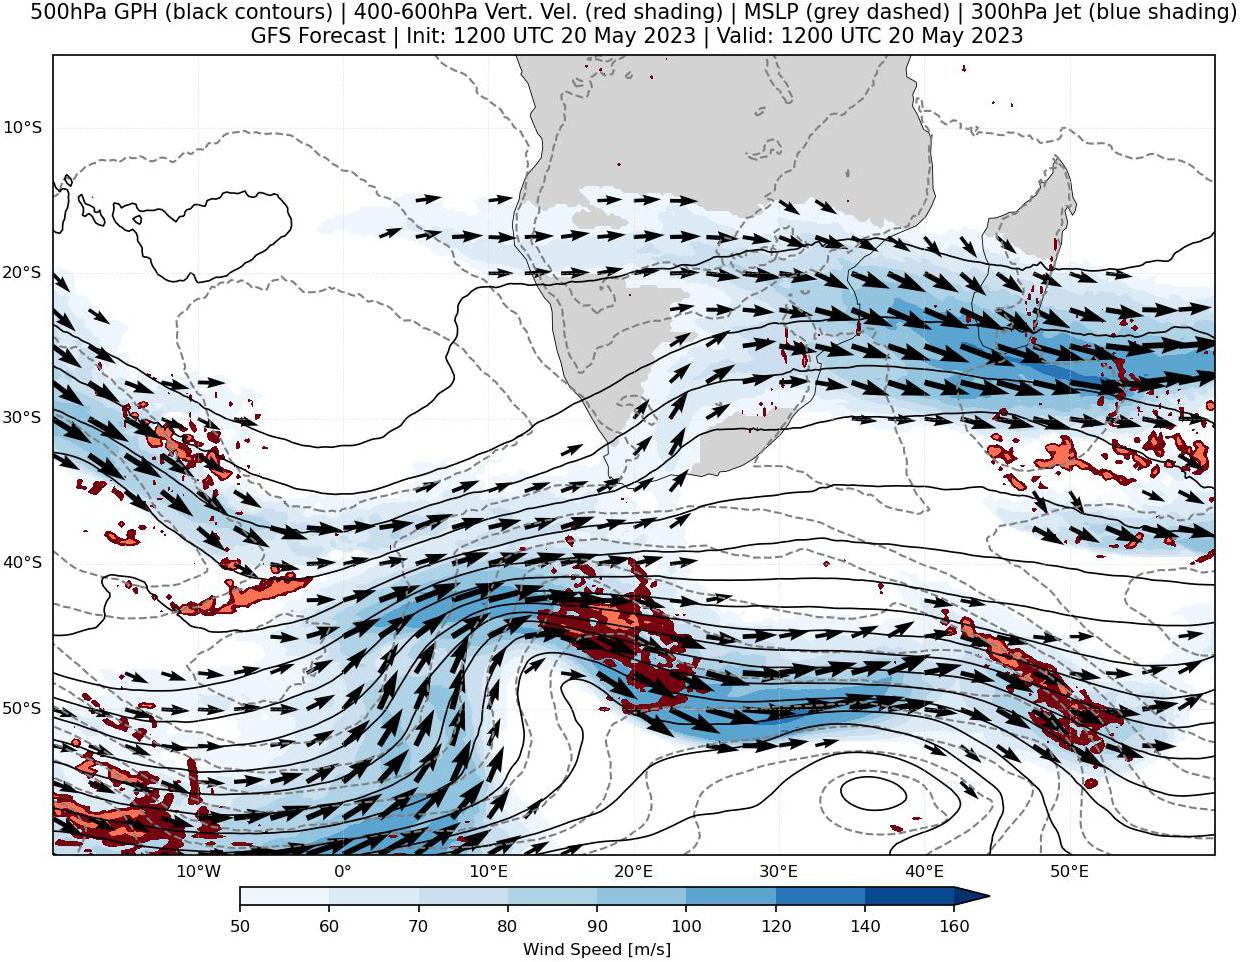 500hPa GPH (black contours) | 400-600hPa Vert. Vel. (red shading) | MSLP (grey dashed) | 300hPa Jet (blue shading)
GFS Forecast | Init: 1200 UTC 20 May 2023 | Valid: 1200 UTC 20 May 2023
10°S
20°S
30°S
40°S
50°S
10°W 0° 10°E 20°E 30°E 40°E 50°E
50 60 70 80 90 100 120 140 160
Wind Speed [m/s]